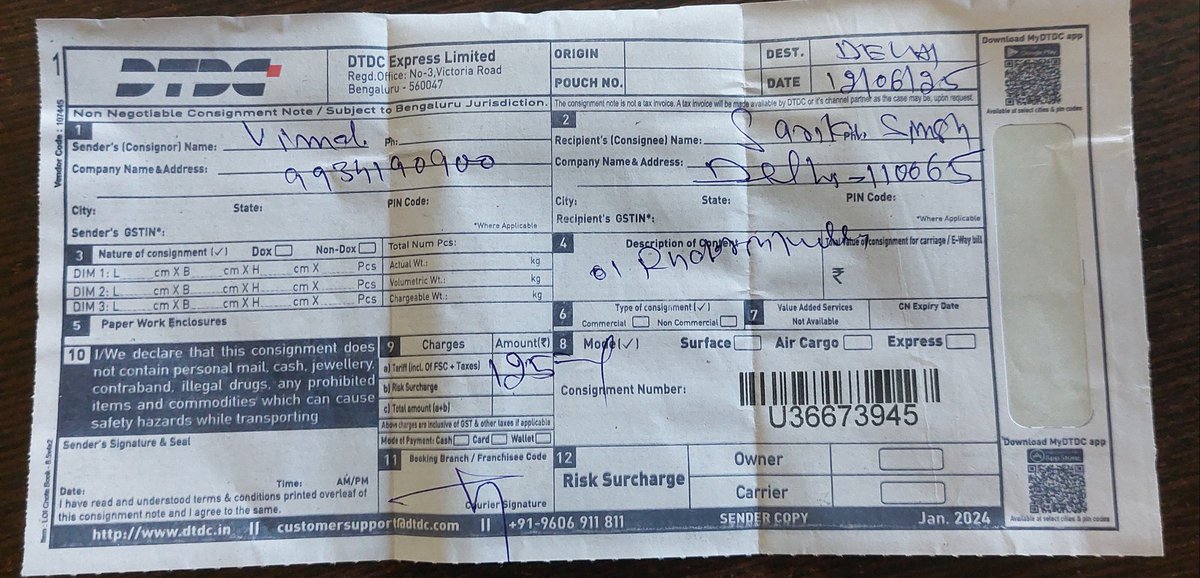 DTDC
DTDC Express Limited
Regd.Office: No-3,Victoria Road
Bengaluru - 560047
ORIGIN
DEST. DELHI
POUCH NO.
DATE 12/06/25
Download MyDTDC app
Google Play
Available at select cities & pin codes
Non Negotiable Consignment Note / Subject to Bengaluru Jurisdiction.
The consignment note is not a tax invoice. A tax invoice will be made available by DTDC or it's channel partner as the case may be, upon request.
Vendor Code : 107445
1
Sender's (Consignor) Name: Vimal Ph:
Company Name & Address: 9934190900
City: State: PIN Code:
Sender's GSTIN*: *Where Applicable
2
Recipient's (Consignee) Name: Singh Ph:
Company Name & Address: Delhi-110065
City: State: PIN Code:
Recipient's GSTIN*: *Where Applicable
3 Nature of consignment (✓) Dox Non-Dox
DIM 1: L cm X B cm X H cm X Pcs
DIM 2: L cm X B cm X H cm X Pcs
DIM 3: L cm X B cm X H cm X Pcs
Total Num Pcs:
Actual Wt.: kg
Volumetric Wt.: kg
Chargeable Wt.: kg
4 Description of Content
Total Value of consignment for carriage / E-Way bill
01
₹
5 Paper Work Enclosures
6 Type of consignment (✓)
Commercial Non Commercial
7 Value Added Services
Not Available
CN Expiry Date
10 I/We declare that this consignment does
not contain personal mail, cash, jewellery,
contraband, illegal drugs, any prohibited
items and commodities which can cause
safety hazards while transporting
9 Charges Amount(₹)
a) Tariff (incl. Of FSC + Taxes) 125
b) Risk Surcharge
c) Total amount (a+b)
Above charges are inclusive of GST & other taxes if applicable
Mode of Payment: Cash Card Wallet
8 Mode(✓) Surface Air Cargo Express
Consignment Number:
U36673945
Sender's Signature & Seal
Date: Time: AM/PM
I have read and understood terms & conditions printed overleaf of
this consignment note and I agree to the same.
11 Booking Branch / Franchisee Code
Courier Signature
12 Risk Surcharge
Owner
Carrier
Download MyDTDC app
App Store
Available at select cities & pin codes
http://www.dtdc.in || customersupport@dtdc.com || +91-9606 911 811
SENDER COPY
Jan. 2024